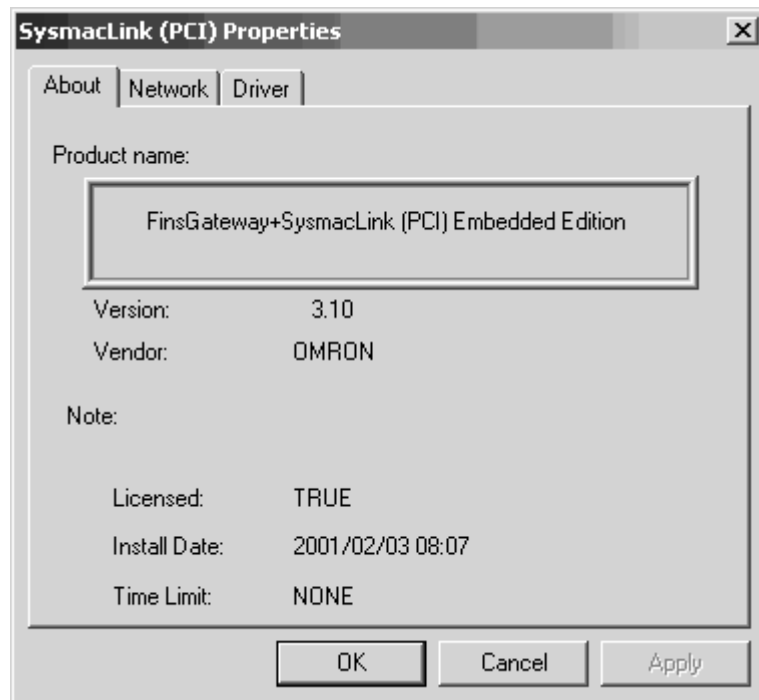 SysmacLink (PCI) Properties
About Network Driver
Product name:
FinsGateway+SysmacLink (PCI) Embedded Edition
Version: 3.10
Vendor: OMRON
Note:
Licensed: TRUE
Install Date: 2001/02/03 08:07
Time Limit: NONE
OK Cancel Apply